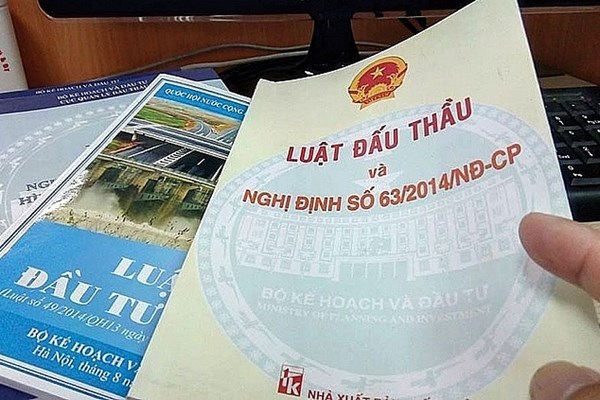 LUẬT ĐẤU THẦU
và
NGHỊ ĐỊNH SỐ 63/2014/NĐ-CP
BỘ KẾ HOẠCH VÀ ĐẦU TƯ
MINISTRY OF PLANNING AND INVESTMENT
NHÀ XUẤT BẢN
QUỐC HỘI NƯỚC CỘNG
LUẬ
ĐẦU TƯ
(Luật số 49/2014/QH13 ngày
BỘ KẾ HOẠCH V
Hà Nội, tháng 8
BỘ KẾ HOẠCH VÀ ĐẦU TƯ
CỤC QUẢN LÝ ĐẤU THẦ